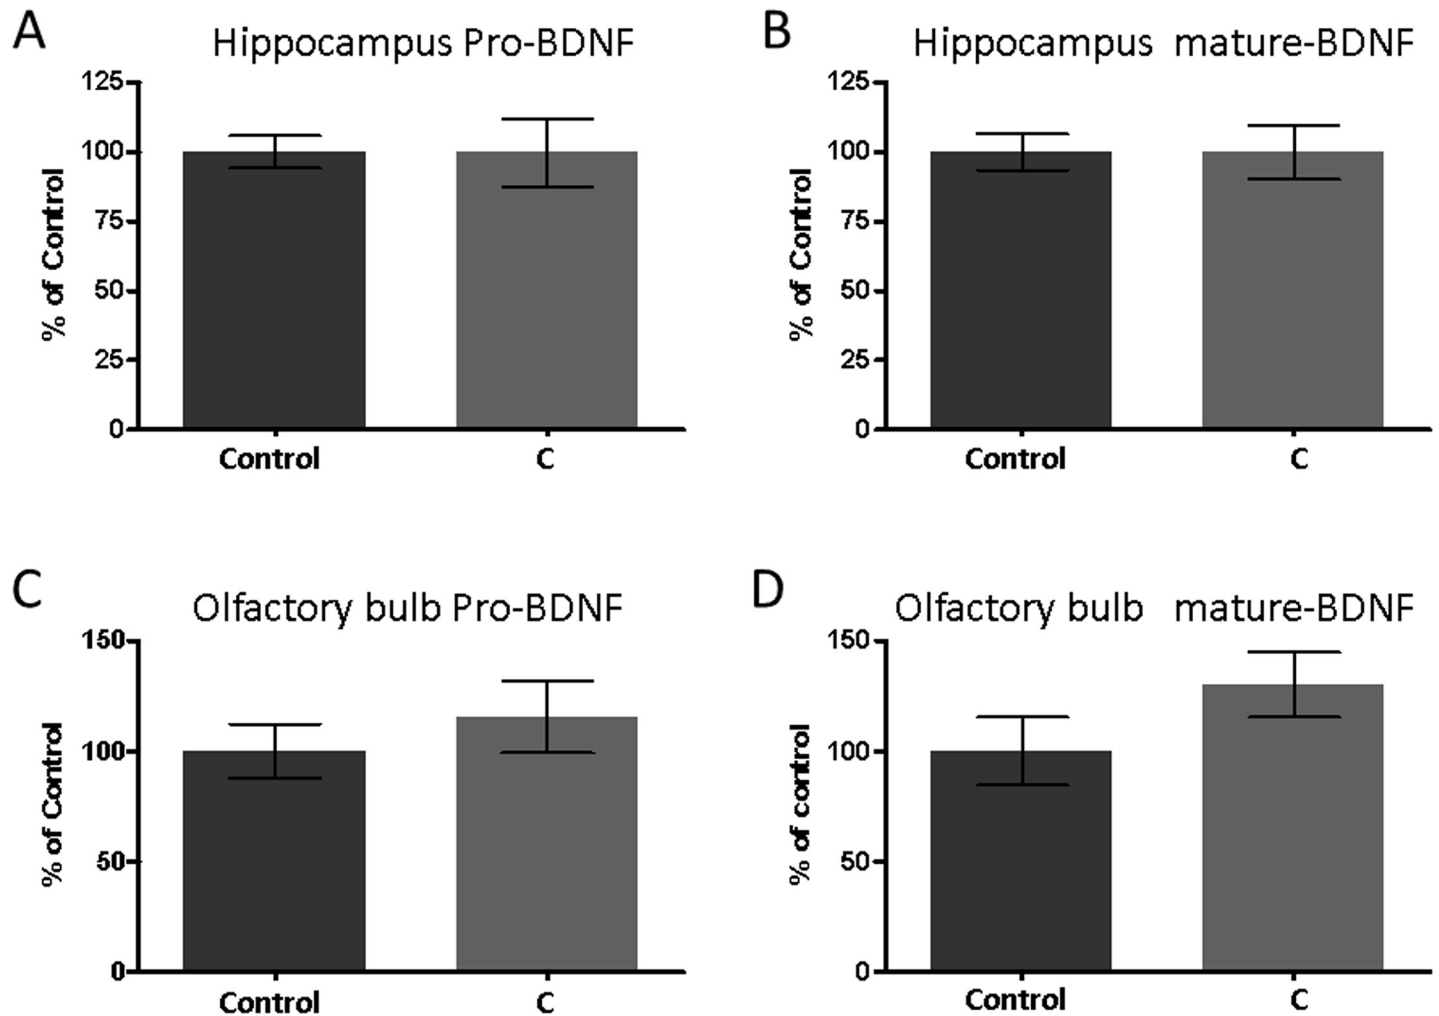 A
Hippocampus Pro-BDNF
125
100
75
50
25
0
% of Control
Control
C
B
Hippocampus mature-BDNF
125
100
75
50
25
0
% of Control
Control
C
C
Olfactory bulb Pro-BDNF
150
100
50
0
% of Control
Control
C
D
Olfactory bulb mature-BDNF
150
100
50
0
% of control
Control
C